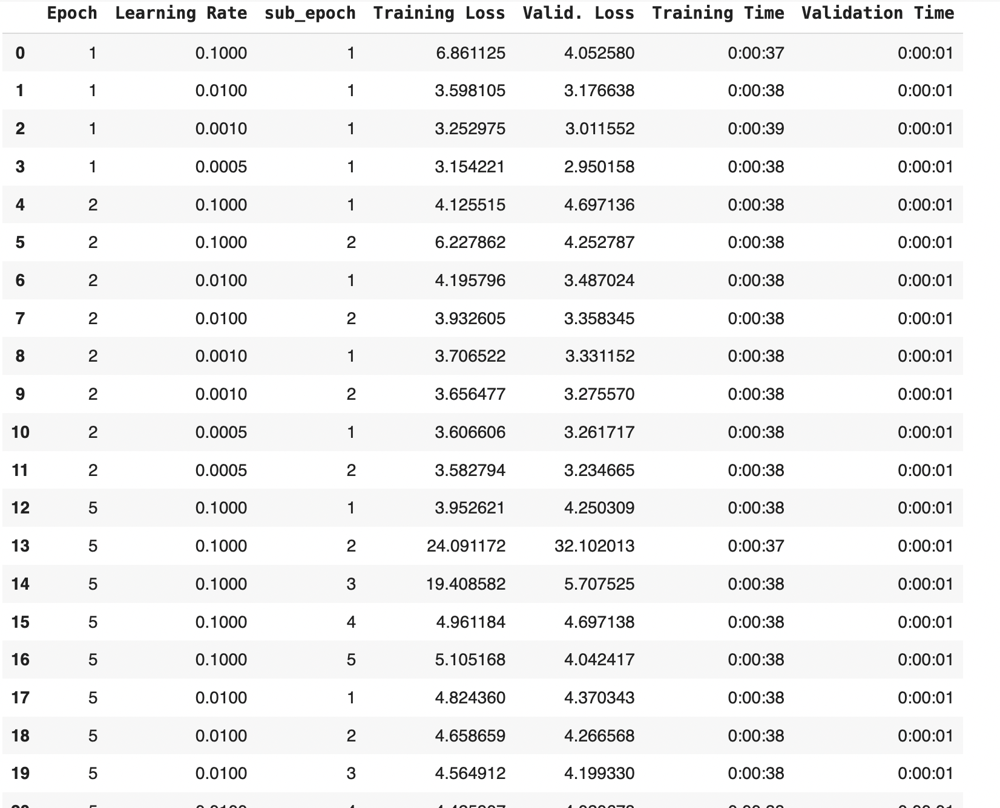 Epoch Learning Rate sub_epoch Training Loss Valid. Loss Training Time Validation Time
0 1 0.1000 1 6.861125 4.052580 0:00:37 0:00:01
1 1 0.0100 1 3.598105 3.176638 0:00:38 0:00:01
2 1 0.0010 1 3.252975 3.011552 0:00:39 0:00:01
3 1 0.0005 1 3.154221 2.950158 0:00:38 0:00:01
4 2 0.1000 1 4.125515 4.697136 0:00:38 0:00:01
5 2 0.1000 2 6.227862 4.252787 0:00:38 0:00:01
6 2 0.0100 1 4.195796 3.487024 0:00:38 0:00:01
7 2 0.0100 2 3.932605 3.358345 0:00:38 0:00:01
8 2 0.0010 1 3.706522 3.331152 0:00:38 0:00:01
9 2 0.0010 2 3.656477 3.275570 0:00:38 0:00:01
10 2 0.0005 1 3.606606 3.261717 0:00:38 0:00:01
11 2 0.0005 2 3.582794 3.234665 0:00:38 0:00:01
12 5 0.1000 1 3.952621 4.250309 0:00:38 0:00:01
13 5 0.1000 2 24.091172 32.102013 0:00:37 0:00:01
14 5 0.1000 3 19.408582 5.707525 0:00:38 0:00:01
15 5 0.1000 4 4.961184 4.697138 0:00:38 0:00:01
16 5 0.1000 5 5.105168 4.042417 0:00:38 0:00:01
17 5 0.0100 1 4.824360 4.370343 0:00:38 0:00:01
18 5 0.0100 2 4.658659 4.266568 0:00:38 0:00:01
19 5 0.0100 3 4.564912 4.199330 0:00:38 0:00:01